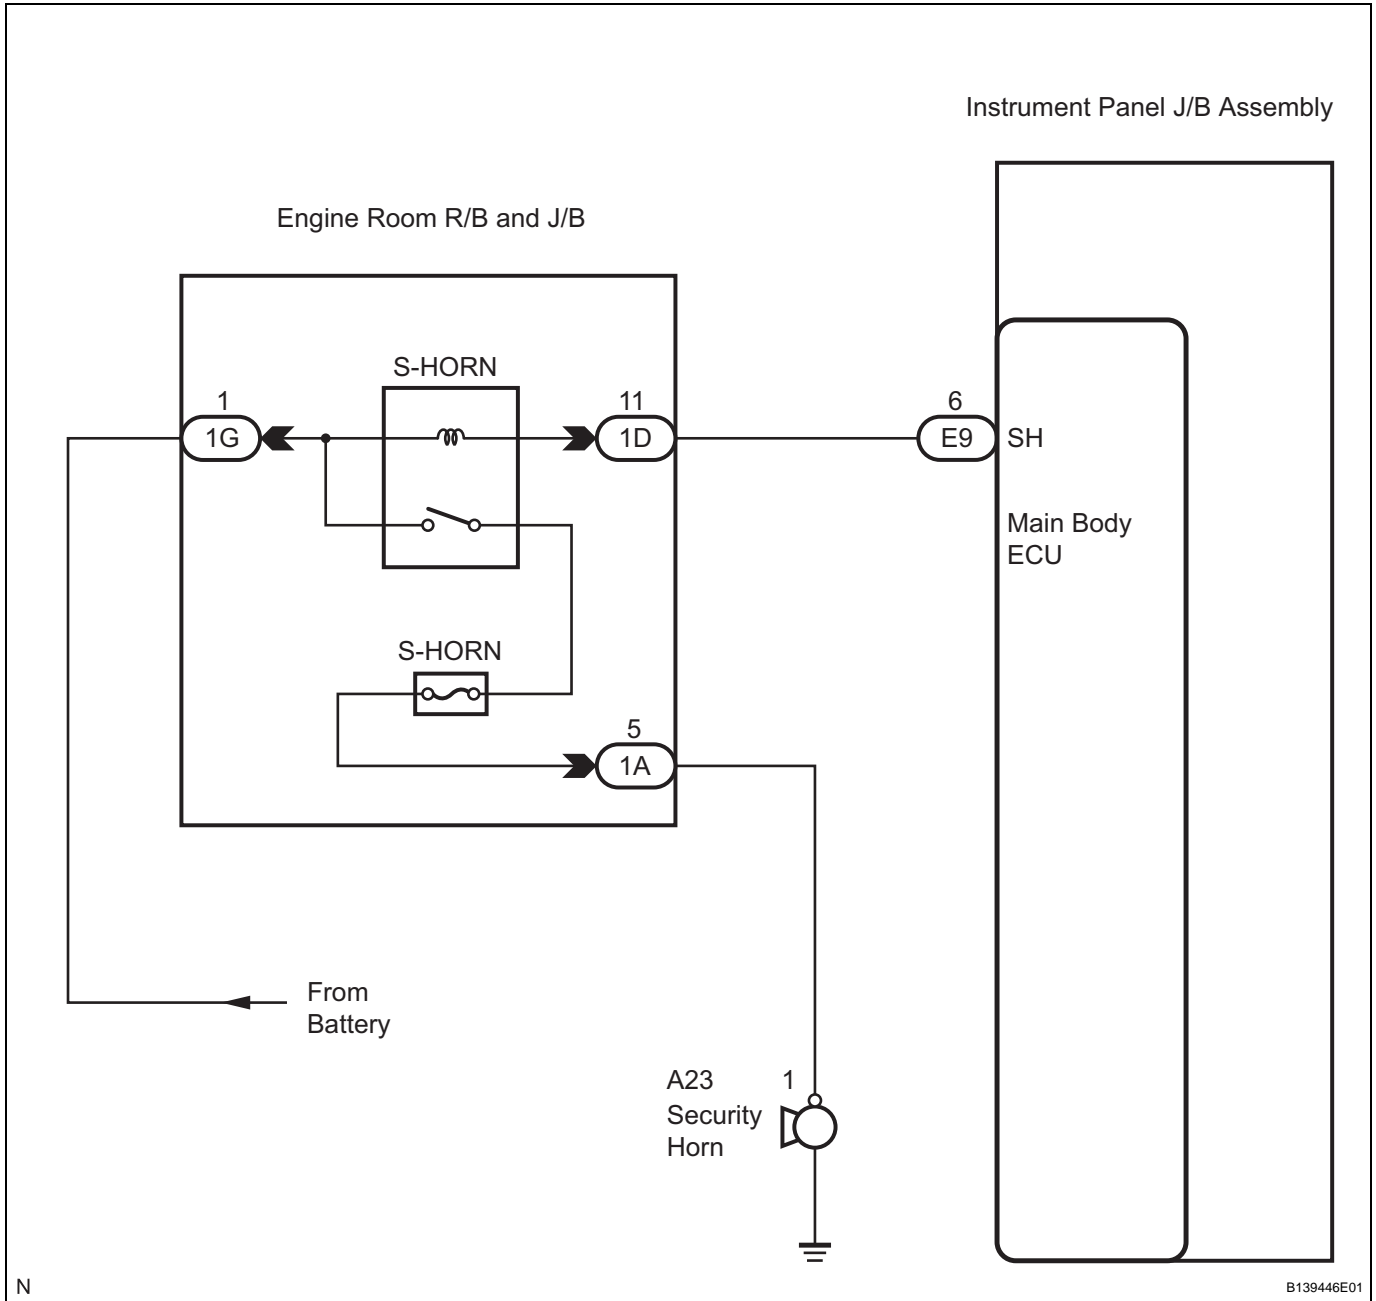 Instrument Panel J/B Assembly
Engine Room R/B and J/B
S-HORN
1
1G
11
1D
6
E9
SH
Main Body
ECU
S-HORN
5
1A
From
Battery
A23
1
Security
Horn
N
B139446E01